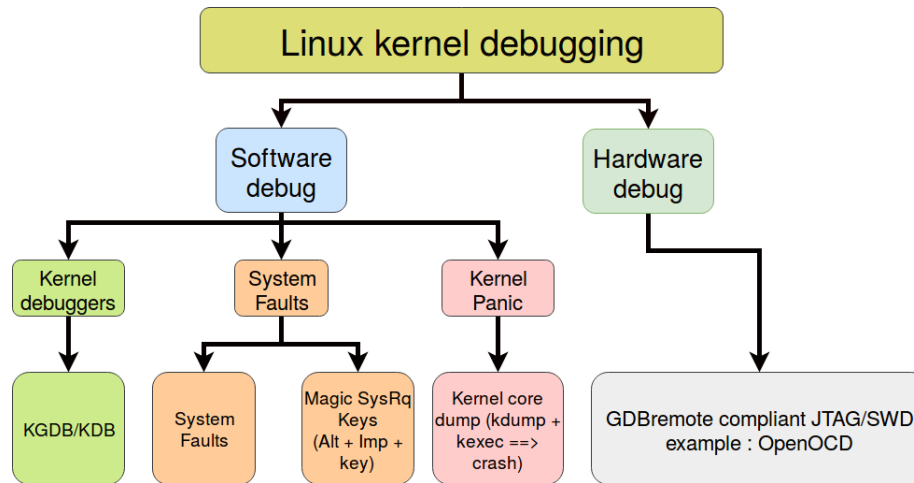 Linux kernel debugging
Software
debug
Hardware
debug
Kernel
debuggers
System
Faults
Kernel
Panic
KGDB/KDB
System
Faults
Magic SysRq
Keys
(Alt + Imp +
key)
Kernel core
dump (kdump +
kexec ==>
crash)
GDBremote compliant JTAG/SWD
example : OpenOCD